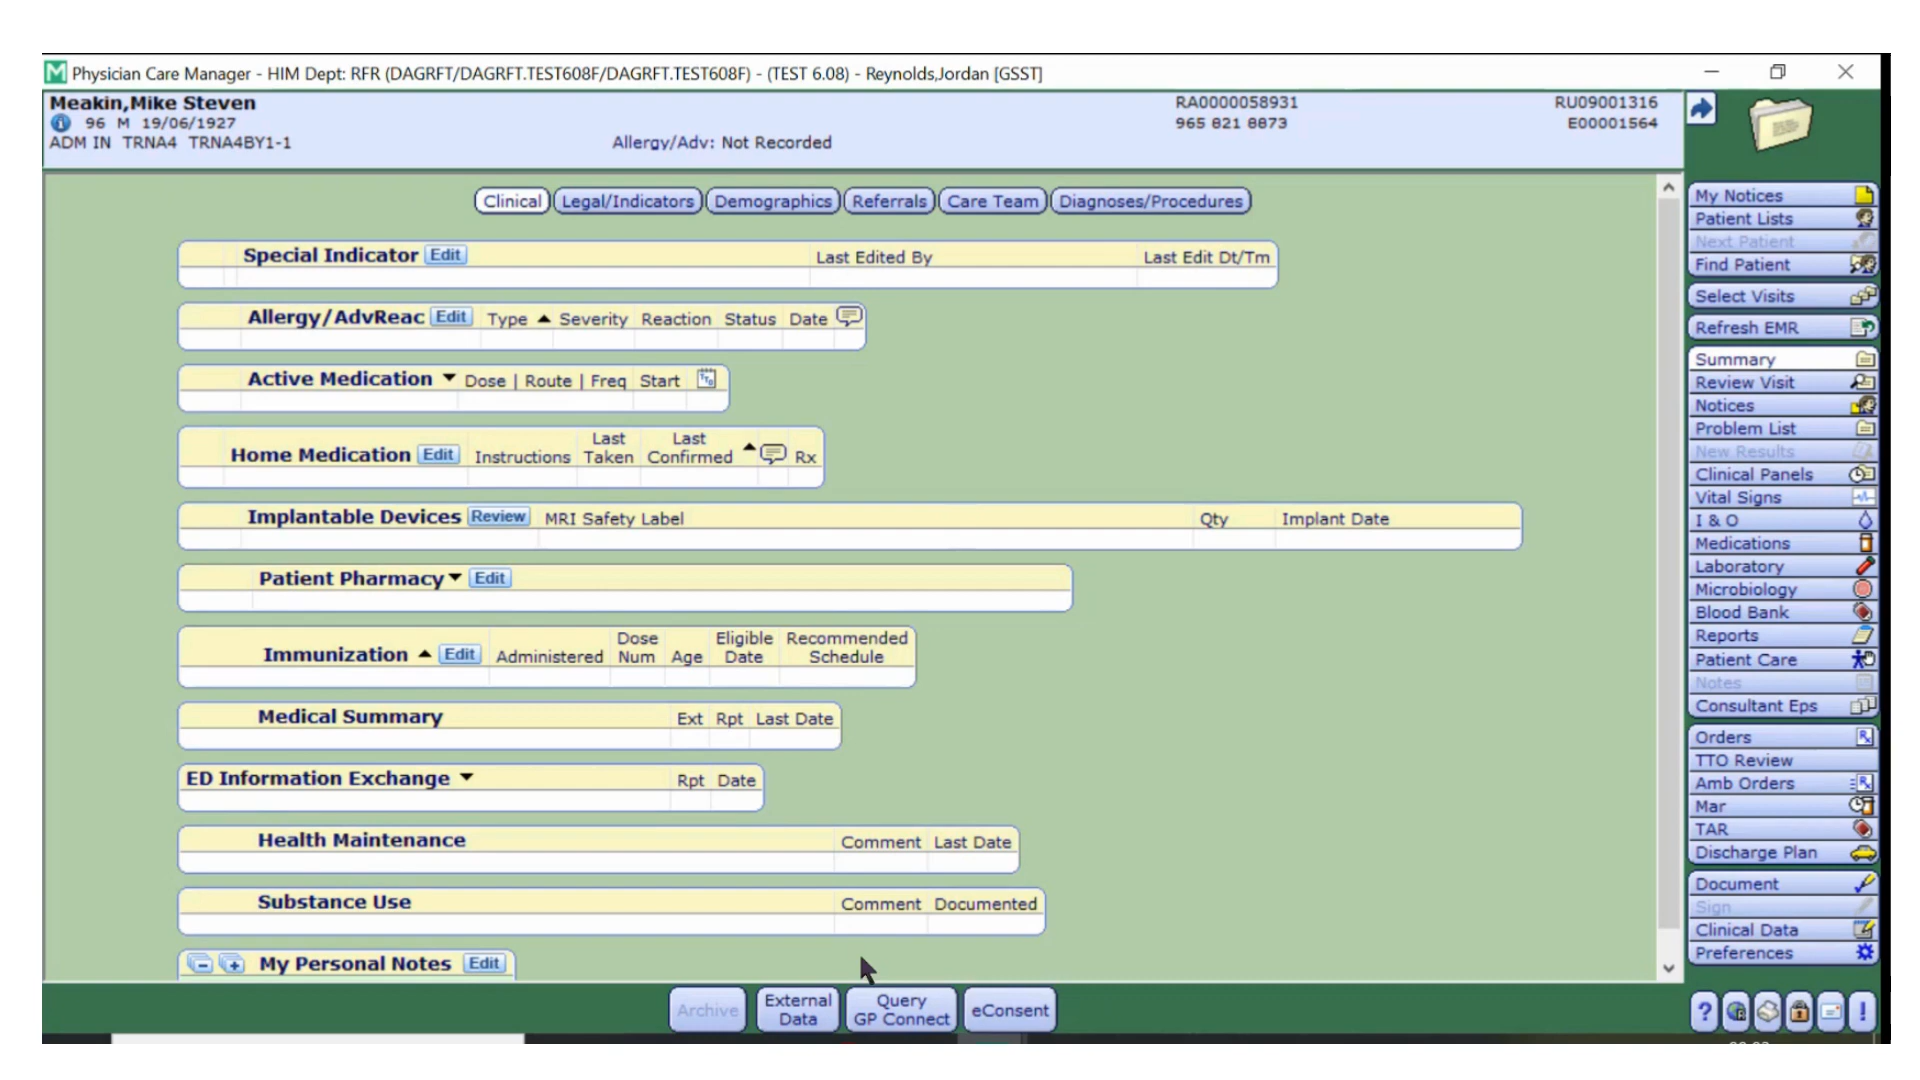 Physician Care Manager - HIM Dept: RFR (DAGRFT/DAGRFT.TEST608F/DAGRFT.TEST608F) - (TEST 6.08) - Reynolds,Jordan [GSST]
Meakin,Mike Steven RA0000058931 RU09001316
96 M 19/06/1927 965 821 8873 E00001564
ADM IN TRNA4 TRNA4BY1-1 Allergy/Adv: Not Recorded
Clinical Legal/Indicators Demographics Referrals Care Team Diagnoses/Procedures
Special Indicator Edit Last Edited By Last Edit Dt/Tm
Allergy/AdvReac Edit Type Severity Reaction Status Date
Active Medication Dose | Route | Freq Start
Last Last
Home Medication Edit Instructions Taken Confirmed Rx
Implantable Devices Review MRI Safety Label Qty Implant Date
Patient Pharmacy Edit
Dose Eligible Recommended
Immunization Edit Administered Num Age Date Schedule
Medical Summary Ext Rpt Last Date
ED Information Exchange Rpt Date
Health Maintenance Comment Last Date
Substance Use Comment Documented
My Personal Notes Edit
Archive
External
Data
Query
GP Connect
eConsent
My Notices
Patient Lists
Next Patient
Find Patient
Select Visits
Refresh EMR
Summary
Review Visit
Notices
Problem List
New Results
Clinical Panels
Vital Signs
I & O
Medications
Laboratory
Microbiology
Blood Bank
Reports
Patient Care
Notes
Consultant Eps
Orders
TTO Review
Amb Orders
Mar
TAR
Discharge Plan
Document
Sign
Clinical Data
Preferences